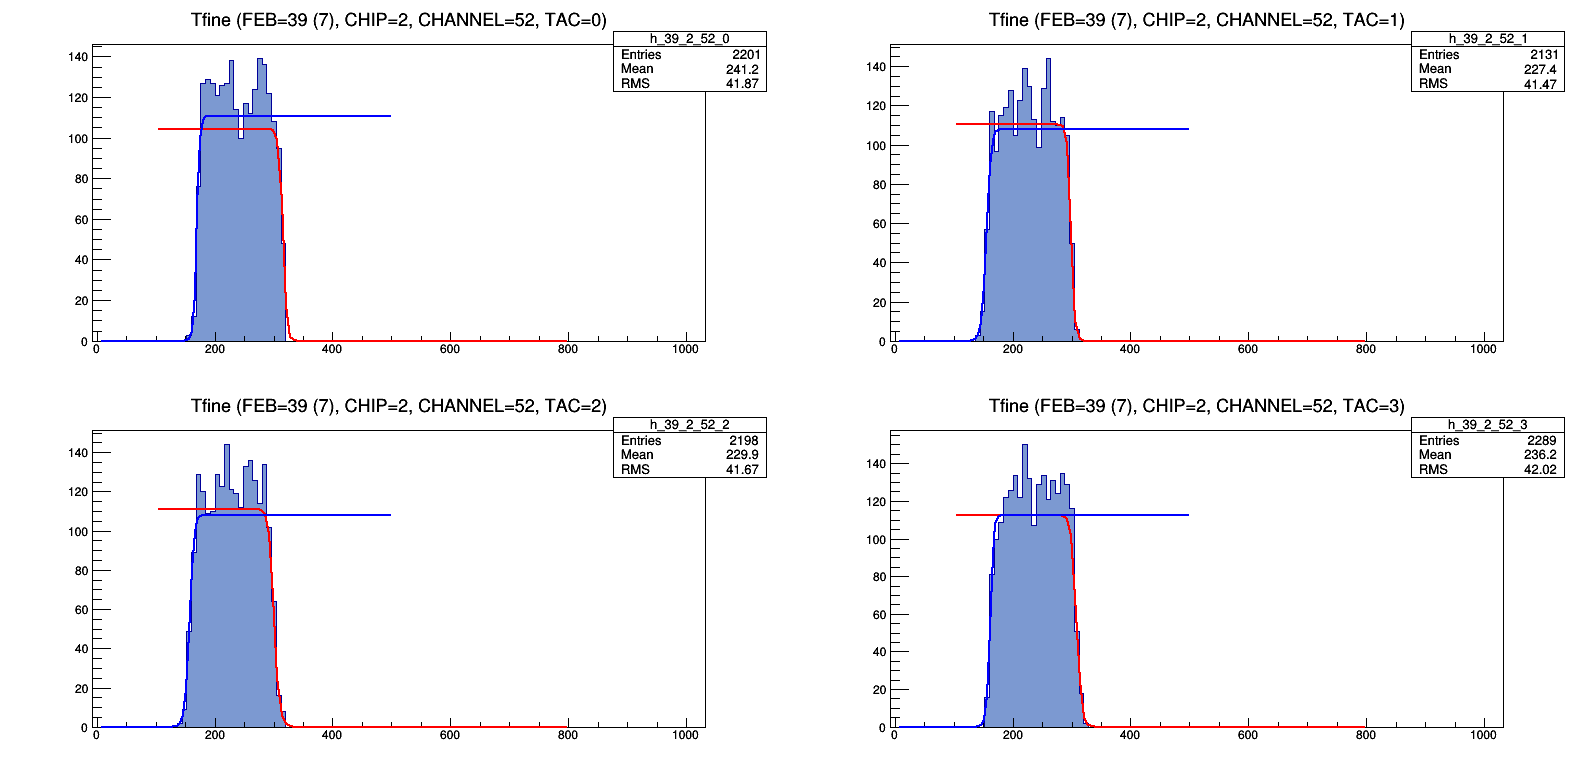 Tfine (FEB=39 (7), CHIP=2, CHANNEL=52, TAC=0)
h_39_2_52_0
Entries 2201
Mean 241.2
RMS 41.87
140
120
100
80
60
40
20
0
0 200 400 600 800 1000
Tfine (FEB=39 (7), CHIP=2, CHANNEL=52, TAC=1)
h_39_2_52_1
Entries 2131
Mean 227.4
RMS 41.47
140
120
100
80
60
40
20
0
0 200 400 600 800 1000
Tfine (FEB=39 (7), CHIP=2, CHANNEL=52, TAC=2)
h_39_2_52_2
Entries 2198
Mean 229.9
RMS 41.67
140
120
100
80
60
40
20
0
0 200 400 600 800 1000
Tfine (FEB=39 (7), CHIP=2, CHANNEL=52, TAC=3)
h_39_2_52_3
Entries 2289
Mean 236.2
RMS 42.02
140
120
100
80
60
40
20
0
0 200 400 600 800 1000